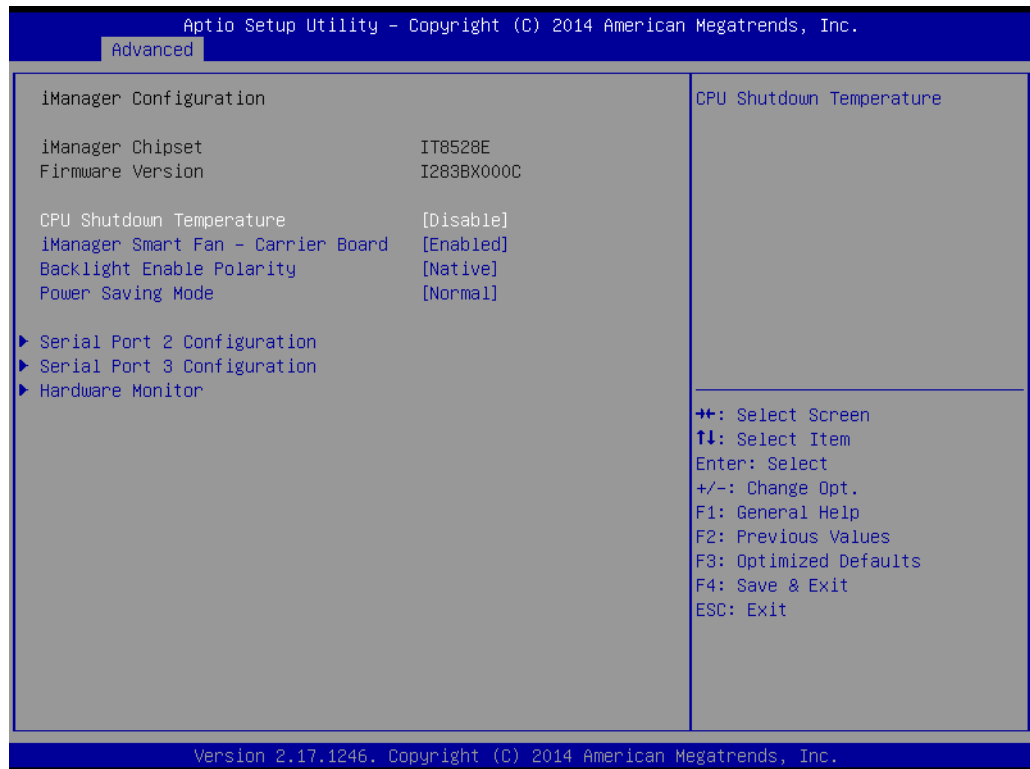 Aptio Setup Utility – Copyright (C) 2014 American Megatrends, Inc.
Advanced
iManager Configuration
iManager Chipset IT8528E
Firmware Version I283BX000C
CPU Shutdown Temperature [Disable]
iManager Smart Fan – Carrier Board [Enabled]
Backlight Enable Polarity [Native]
Power Saving Mode [Normal]
▶ Serial Port 2 Configuration
▶ Serial Port 3 Configuration
▶ Hardware Monitor
CPU Shutdown Temperature
→←: Select Screen
↑↓: Select Item
Enter: Select
+/-: Change Opt.
F1: General Help
F2: Previous Values
F3: Optimized Defaults
F4: Save & Exit
ESC: Exit
Version 2.17.1246. Copyright (C) 2014 American Megatrends, Inc.